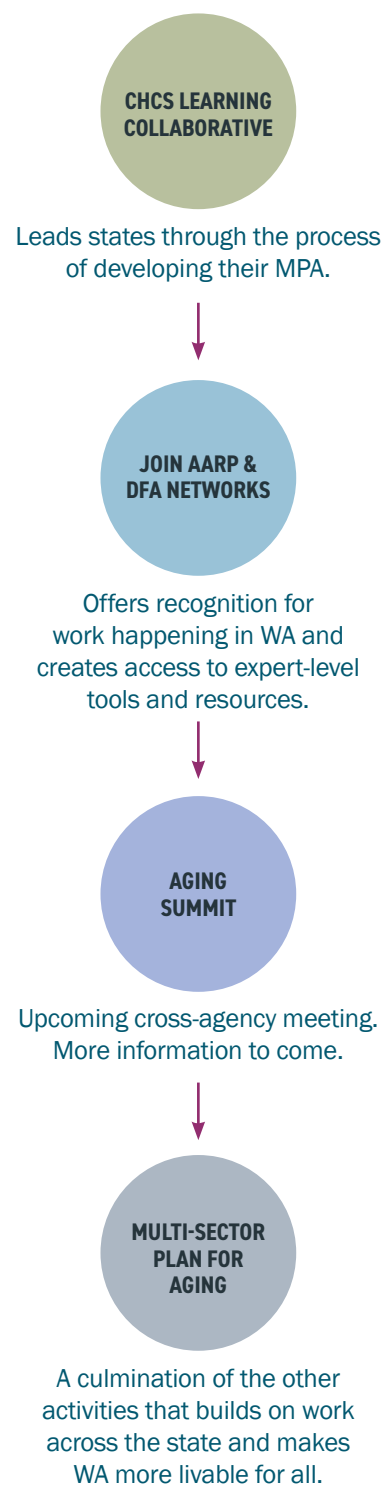 CHCS LEARNING
COLLABORATIVE
Leads states through the process
of developing their MPA.
JOIN AARP &
DFA NETWORKS
Offers recognition for
work happening in WA and
creates access to expert-level
tools and resources.
AGING
SUMMIT
Upcoming cross-agency meeting.
More information to come.
MULTI-SECTOR
PLAN FOR
AGING
A culmination of the other
activities that builds on work
across the state and makes
WA more livable for all.